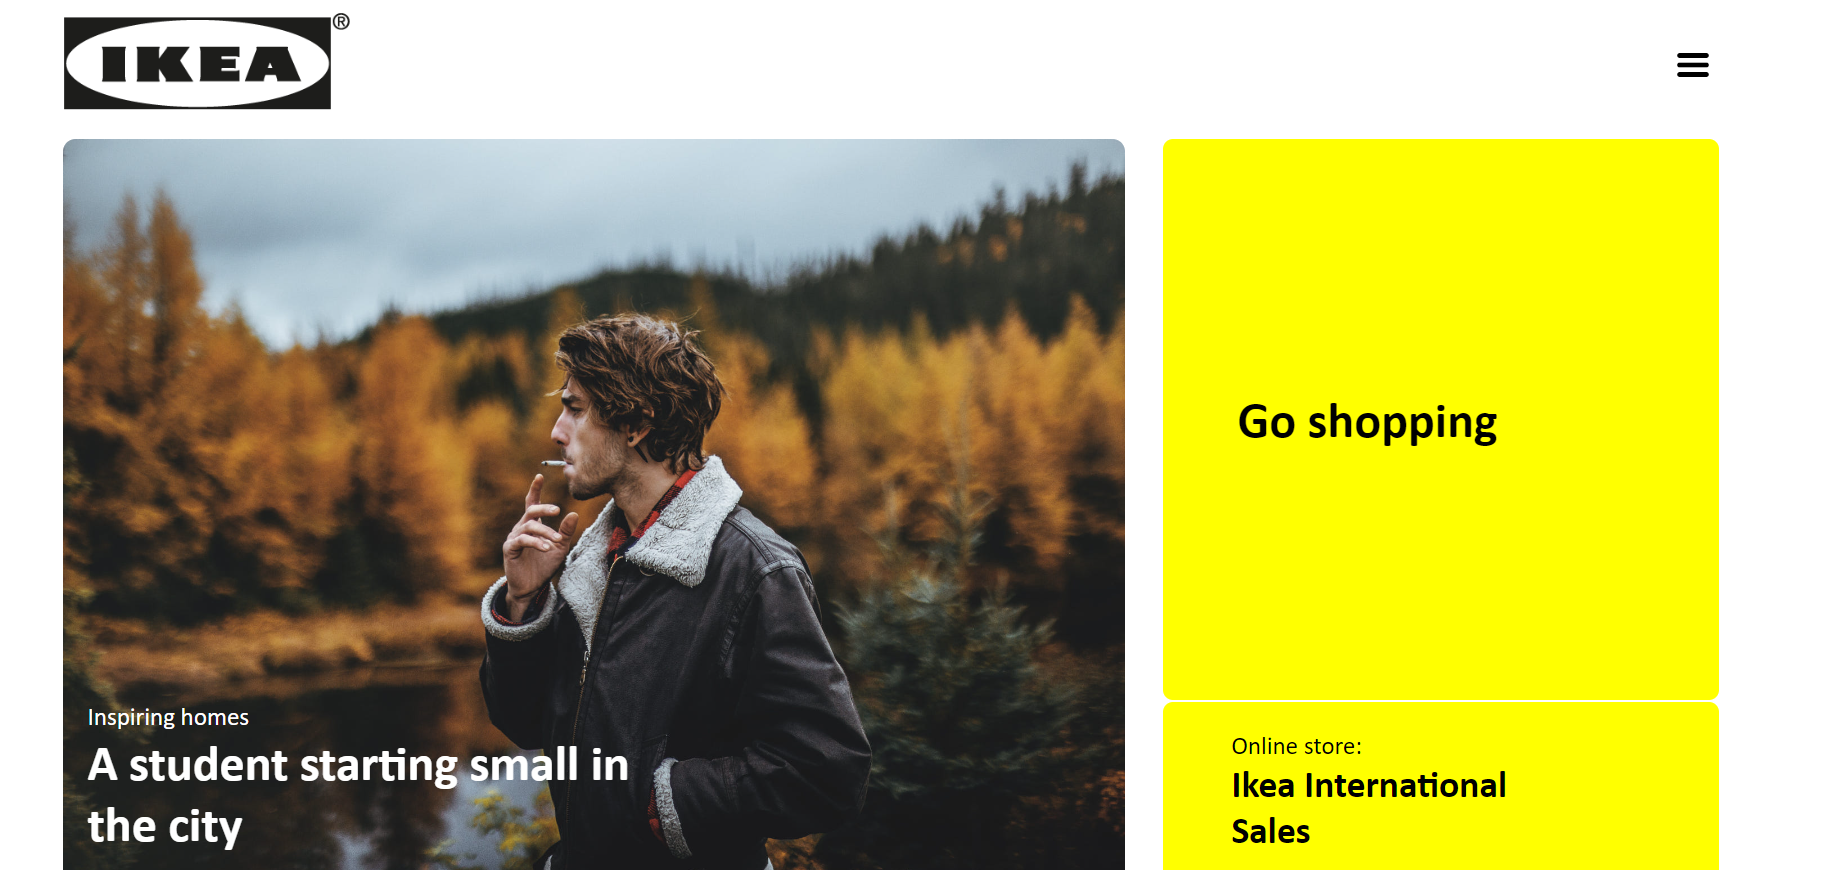 IKEA®
Go shopping
Inspiring homes
A student starting small in
the city
Online store:
Ikea International
Sales